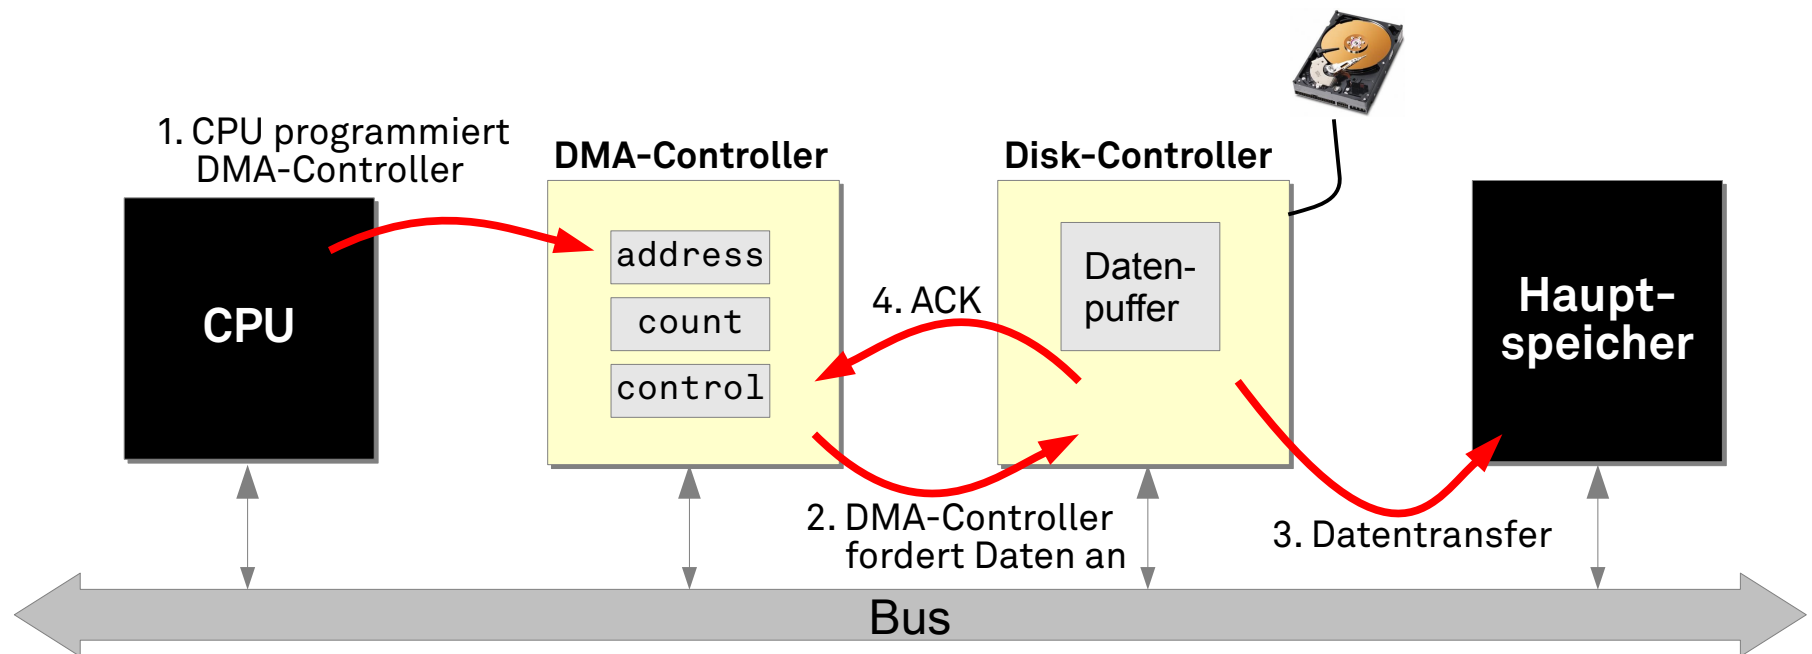 1. CPU programmiert
DMA-Controller
DMA-Controller
Disk-Controller
CPU
address
count
control
4. ACK
Daten-
puffer
Haupt-
speicher
2. DMA-Controller
fordert Daten an
3. Datentransfer
Bus